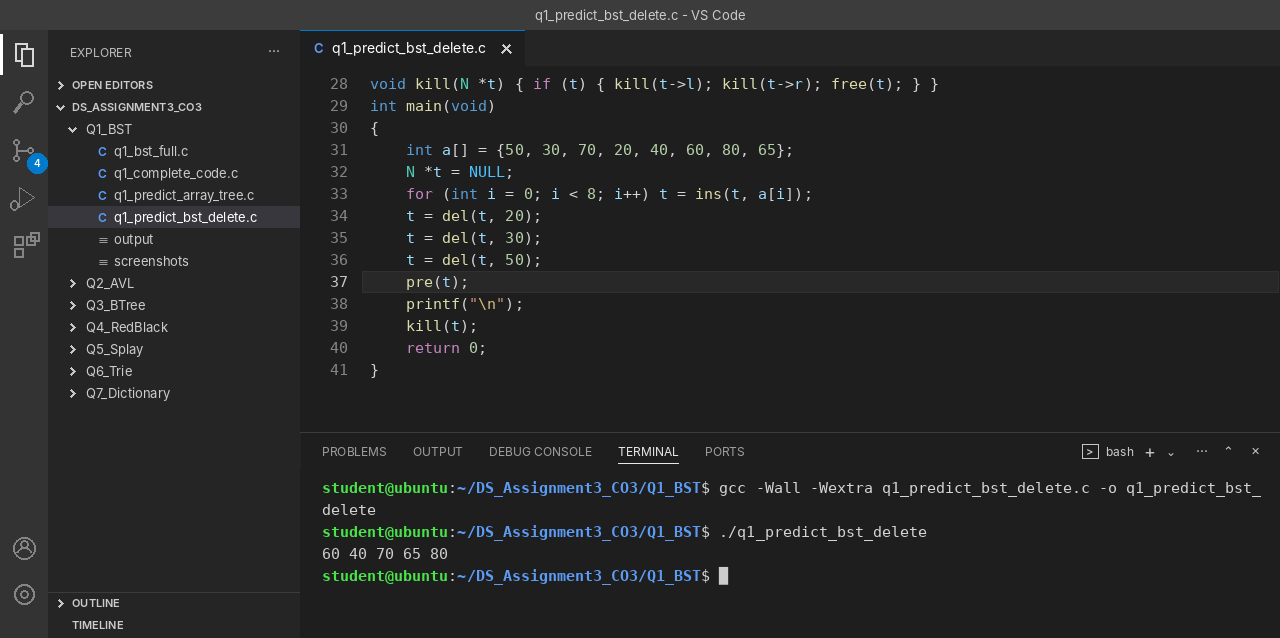 q1_predict_bst_delete.c - VS Code
EXPLORER ···
OPEN EDITORS
DS_ASSIGNMENT3_CO3
Q1_BST
C q1_bst_full.c
C q1_complete_code.c
C q1_predict_array_tree.c
C q1_predict_bst_delete.c
output
screenshots
Q2_AVL
Q3_BTree
Q4_RedBlack
Q5_Splay
Q6_Trie
Q7_Dictionary
OUTLINE
TIMELINE
4
C q1_predict_bst_delete.c ×
28 void kill(N *t) { if (t) { kill(t->l); kill(t->r); free(t); } }
29 int main(void)
30 {
31     int a[] = {50, 30, 70, 20, 40, 60, 80, 65};
32     N *t = NULL;
33     for (int i = 0; i < 8; i++) t = ins(t, a[i]);
34     t = del(t, 20);
35     t = del(t, 30);
36     t = del(t, 50);
37     pre(t);
38     printf("\n");
39     kill(t);
40     return 0;
41 }
PROBLEMS OUTPUT DEBUG CONSOLE TERMINAL PORTS bash + ··· ×
student@ubuntu:~/DS_Assignment3_CO3/Q1_BST$ gcc -Wall -Wextra q1_predict_bst_delete.c -o q1_predict_bst_
delete
student@ubuntu:~/DS_Assignment3_CO3/Q1_BST$ ./q1_predict_bst_delete
60 40 70 65 80
student@ubuntu:~/DS_Assignment3_CO3/Q1_BST$